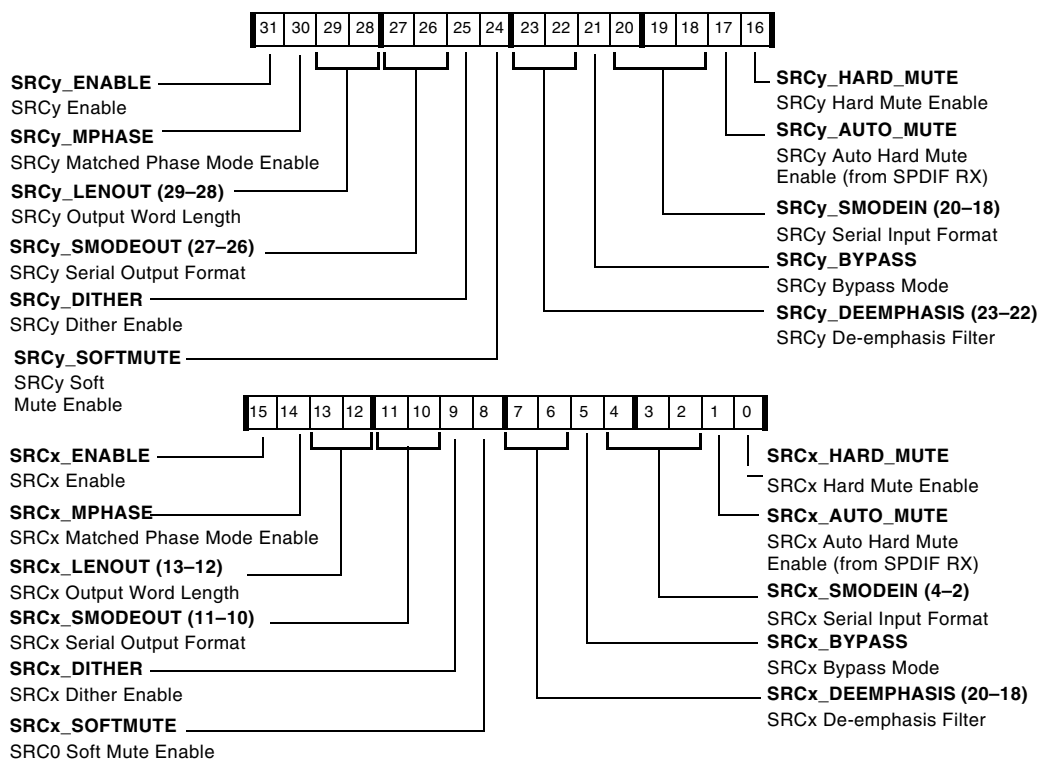 31 30 29 28 27 26 25 24 23 22 21 20 19 18 17 16
SRCy_ENABLE
SRCy Enable
SRCy_MPHASE
SRCy Matched Phase Mode Enable
SRCy_LENOUT (29–28)
SRCy Output Word Length
SRCy_SMODEOUT (27–26)
SRCy Serial Output Format
SRCy_DITHER
SRCy Dither Enable
SRCy_SOFTMUTE
SRCy Soft
Mute Enable
SRCy_HARD_MUTE
SRCy Hard Mute Enable
SRCy_AUTO_MUTE
SRCy Auto Hard Mute
Enable (from SPDIF RX)
SRCy_SMODEIN (20–18)
SRCy Serial Input Format
SRCy_BYPASS
SRCy Bypass Mode
SRCy_DEEMPHASIS (23–22)
SRCy De-emphasis Filter
15 14 13 12 11 10 9 8 7 6 5 4 3 2 1 0
SRCx_ENABLE
SRCx Enable
SRCx_MPHASE
SRCx Matched Phase Mode Enable
SRCx_LENOUT (13–12)
SRCx Output Word Length
SRCx_SMODEOUT (11–10)
SRCx Serial Output Format
SRCx_DITHER
SRCx Dither Enable
SRCx_SOFTMUTE
SRC0 Soft Mute Enable
SRCx_HARD_MUTE
SRCx Hard Mute Enable
SRCx_AUTO_MUTE
SRCx Auto Hard Mute
Enable (from SPDIF RX)
SRCx_SMODEIN (4–2)
SRCx Serial Input Format
SRCx_BYPASS
SRCx Bypass Mode
SRCx_DEEMPHASIS (20–18)
SRCx De-emphasis Filter